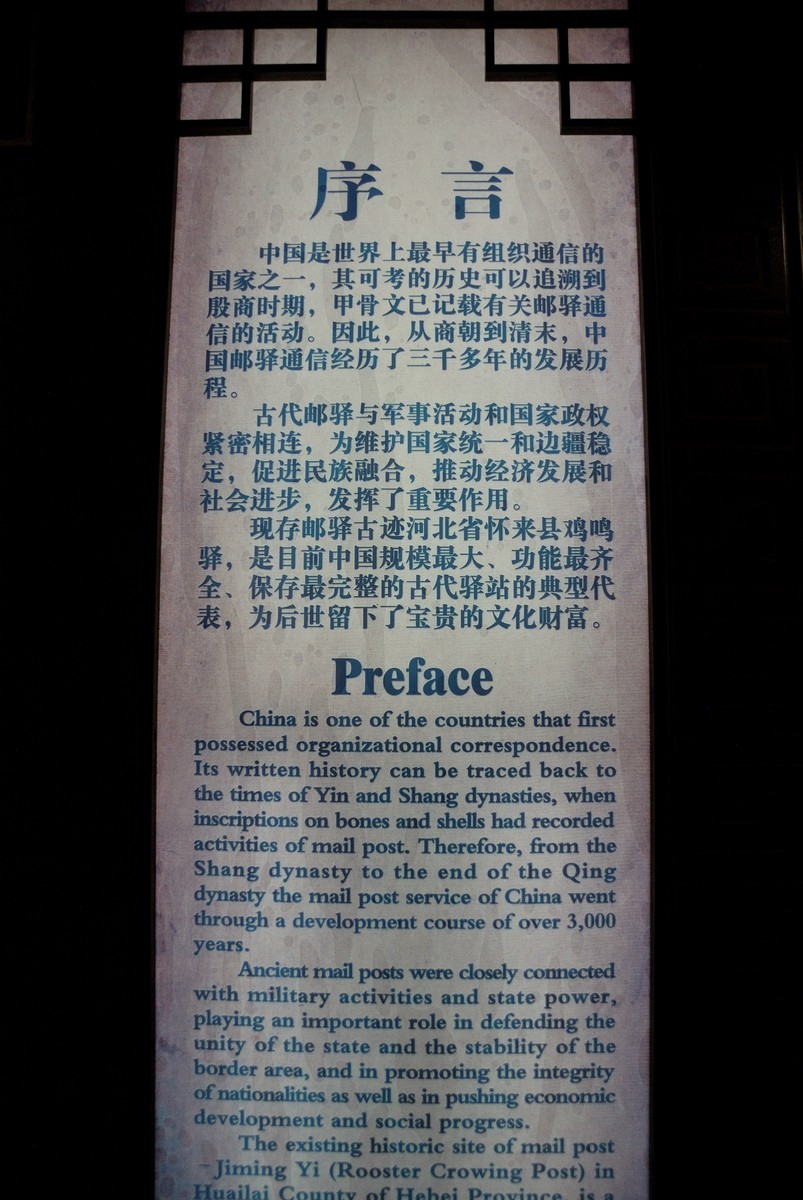 序 言
中国是世界上最早有组织通信的
国家之一，其可考的历史可以追溯到
殷商时期，甲骨文已记载有关邮驿通
信的活动。因此，从商朝到清末，中
国邮驿通信经历了三千多年的发展历
程。
古代邮驿与军事活动和国家政权
紧密相连，为维护国家统一和边疆稳
定，促进民族融合，推动经济发展和
社会进步，发挥了重要作用。
现存邮驿古迹河北省怀来县鸡鸣
驿，是目前中国规模最大、功能最齐
全、保存最完整的古代驿站的典型代
表，为后世留下了宝贵的文化财富。
Preface
China is one of the countries that first
possessed organizational correspondence.
Its written history can be traced back to
the times of Yin and Shang dynasties, when
inscriptions on bones and shells had recorded
activities of mail post. Therefore, from the
Shang dynasty to the end of the Qing
dynasty the mail post service of China went
through a development course of over 3,000
years.
Ancient mail posts were closely connected
with military activities and state power,
playing an important role in defending the
unity of the state and the stability of the
border area, and in promoting the integrity
of nationalities as well as in pushing economic
development and social progress.
The existing historic site of mail post
–Jiming Yi (Rooster Crowing Post) in
Huailai County of Hebei Province, is a